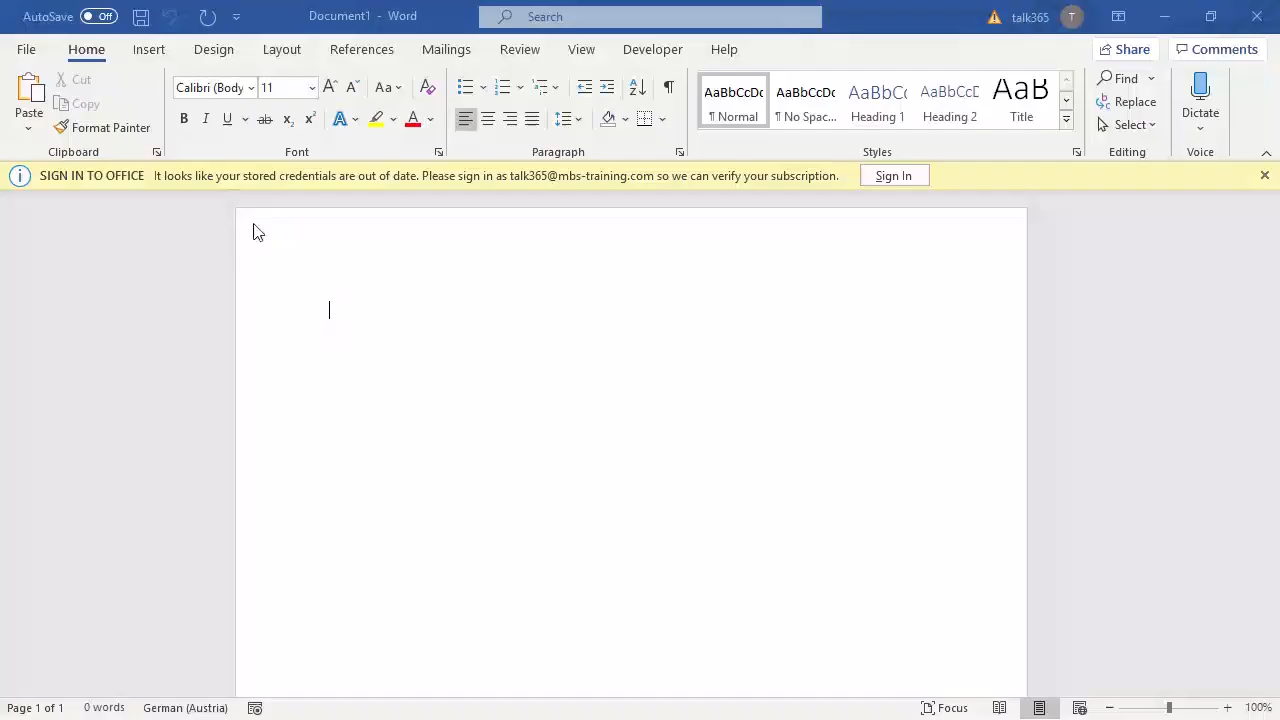 AutoSave Off Document1 - Word Search talk365 T
File Home Insert Design Layout References Mailings Review View Developer Help Share Comments
Paste Cut Copy Format Painter Clipboard
Calibri (Body 11 Aa Font
Paragraph
AaBbCcDc ¶ Normal
AaBbCcDc ¶ No Spac...
AaBbCc Heading 1
AaBbCcD Heading 2
AaB Title
Styles
Find Replace Select Editing
Dictate Voice
SIGN IN TO OFFICE It looks like your stored credentials are out of date. Please sign in as talk365@mbs-training.com so we can verify your subscription. Sign In
Page 1 of 1 0 words German (Austria) Focus 100%